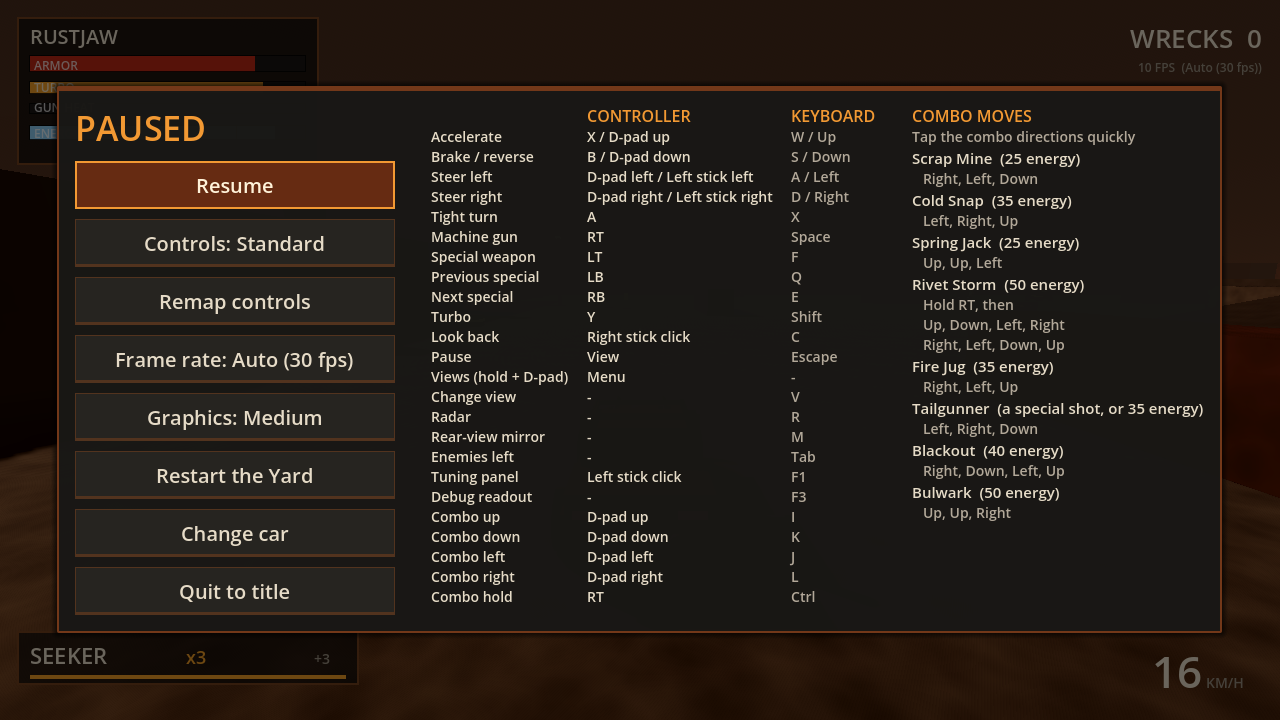 RUSTJAW
ARMOR
WRECKS 0
10 FPS (Auto (30 fps))
PAUSED
Resume
Controls: Standard
Remap controls
Frame rate: Auto (30 fps)
Graphics: Medium
Restart the Yard
Change car
Quit to title
CONTROLLER KEYBOARD
Accelerate X / D-pad up W / Up
Brake / reverse B / D-pad down S / Down
Steer left D-pad left / Left stick left A / Left
Steer right D-pad right / Left stick right D / Right
Tight turn A X
Machine gun RT Space
Special weapon LT F
Previous special LB Q
Next special RB E
Turbo Y Shift
Look back Right stick click C
Pause View Escape
Views (hold + D-pad) Menu -
Change view - V
Radar - R
Rear-view mirror - M
Enemies left - Tab
Tuning panel Left stick click F1
Debug readout - F3
Combo up D-pad up I
Combo down D-pad down K
Combo left D-pad left J
Combo right D-pad right L
Combo hold RT Ctrl
COMBO MOVES
Tap the combo directions quickly
Scrap Mine (25 energy)
Right, Left, Down
Cold Snap (35 energy)
Left, Right, Up
Spring Jack (25 energy)
Up, Up, Left
Rivet Storm (50 energy)
Hold RT, then
Up, Down, Left, Right
Right, Left, Down, Up
Fire Jug (35 energy)
Right, Left, Up
Tailgunner (a special shot, or 35 energy)
Left, Right, Down
Blackout (40 energy)
Right, Down, Left, Up
Bulwark (50 energy)
Up, Up, Right
SEEKER x3 +3
16 KM/H